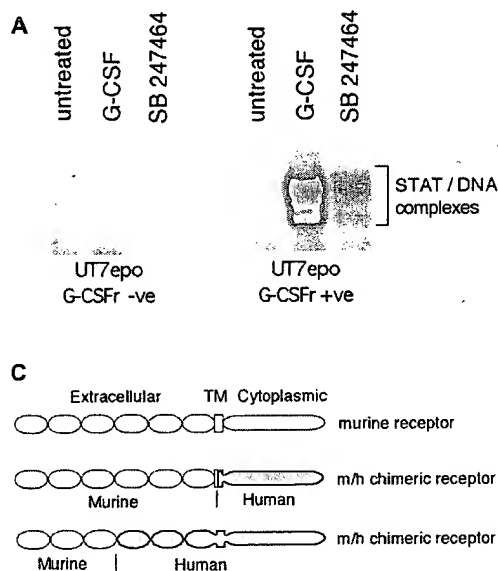 A
untreated
G-CSF
SB 247464
untreated
G-CSF
SB 247464
STAT / DNA
complexes
UT7epo
G-CSFr -ve
UT7epo
G-CSFr +ve
C
Extracellular TM Cytoplasmic
murine receptor
m/h chimeric receptor
Murine Human
m/h chimeric receptor
Murine Human